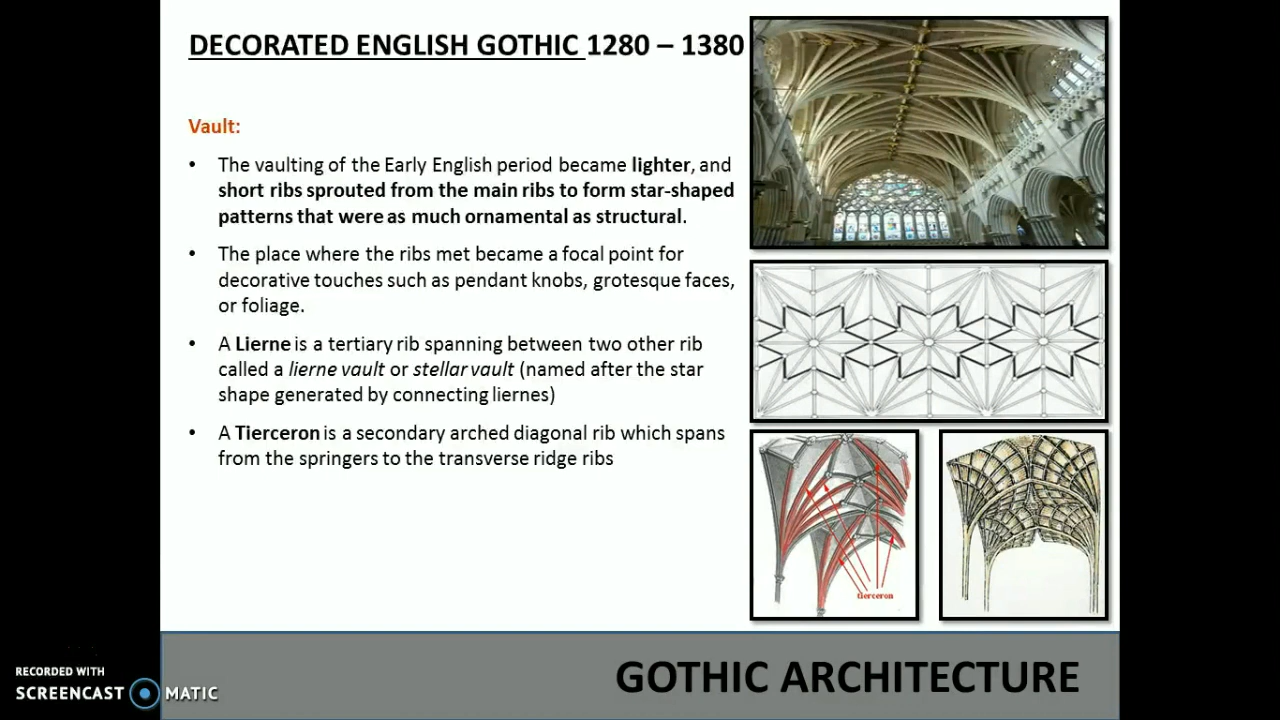 DECORATED ENGLISH GOTHIC 1280 – 1380
Vault:
• The vaulting of the Early English period became lighter, and
short ribs sprouted from the main ribs to form star-shaped
patterns that were as much ornamental as structural.
• The place where the ribs met became a focal point for
decorative touches such as pendant knobs, grotesque faces,
or foliage.
• A Lierne is a tertiary rib spanning between two other rib
called a lierne vault or stellar vault (named after the star
shape generated by connecting liernes)
• A Tierceron is a secondary arched diagonal rib which spans
from the springers to the transverse ridge ribs
tierceron
GOTHIC ARCHITECTURE
RECORDED WITH
SCREENCAST MATIC